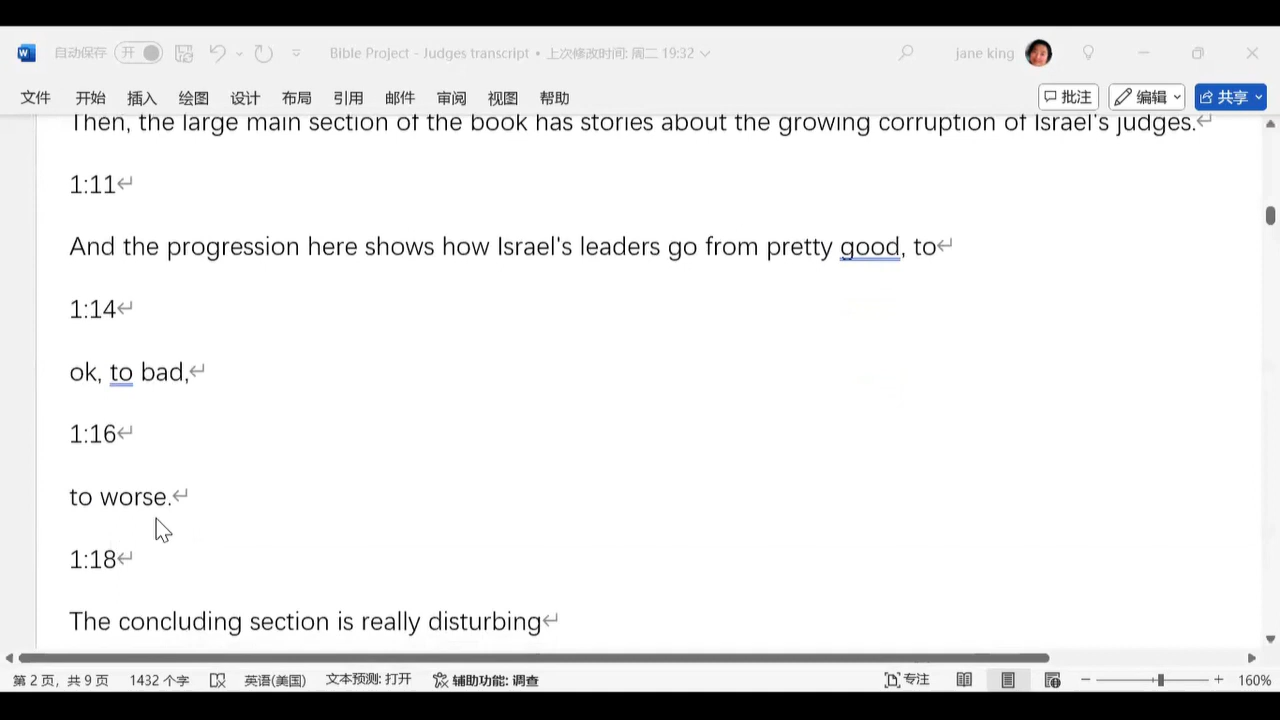 自动保存 开 Bible Project - Judges transcript • 上次修改时间: 周二 19:32 jane king
文件 开始 插入 绘图 设计 布局 引用 邮件 审阅 视图 帮助 批注 编辑 共享
Then, the large main section of the book has stories about the growing corruption of Israel's judges.↵
1:11↵
And the progression here shows how Israel's leaders go from pretty good, to↵
1:14↵
ok, to bad,↵
1:16↵
to worse.↵
1:18↵
The concluding section is really disturbing↵
第 2 页，共 9 页 1432 个字 英语(美国) 文本预测: 打开 辅助功能: 调查 专注 160%